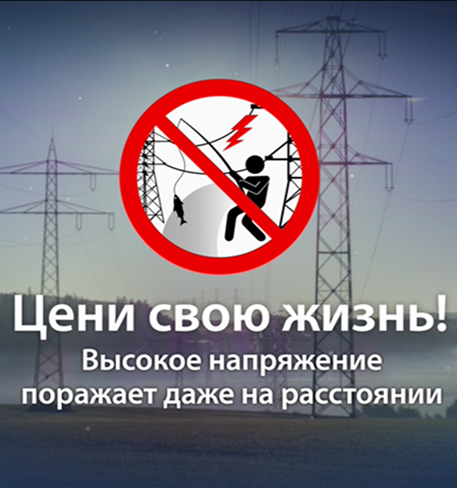 Цени свою жизнь!
Высокое напряжение
поражает даже на расстоянии